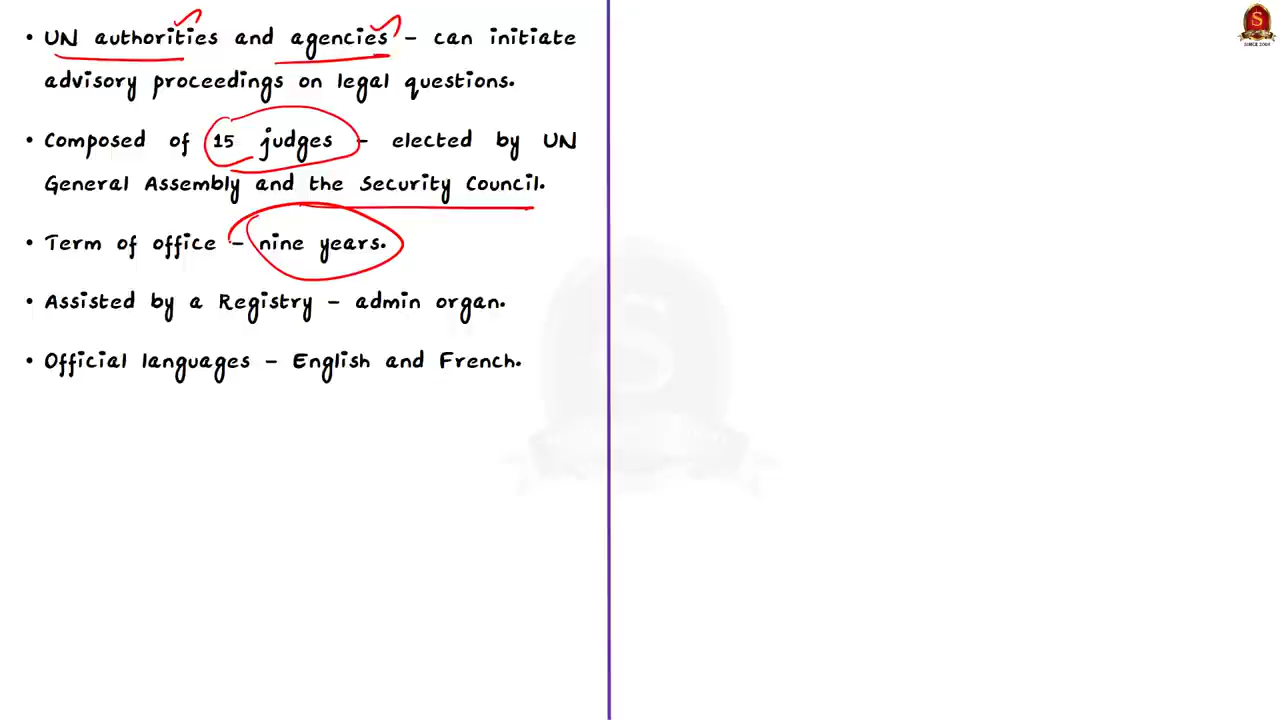 • UN authorities and agencies – can initiate
advisory proceedings on legal questions.
• Composed of 15 judges – elected by UN
General Assembly and the Security Council.
• Term of office – nine years.
• Assisted by a Registry – admin organ.
• Official languages – English and French.
S
SINCE 2004
S